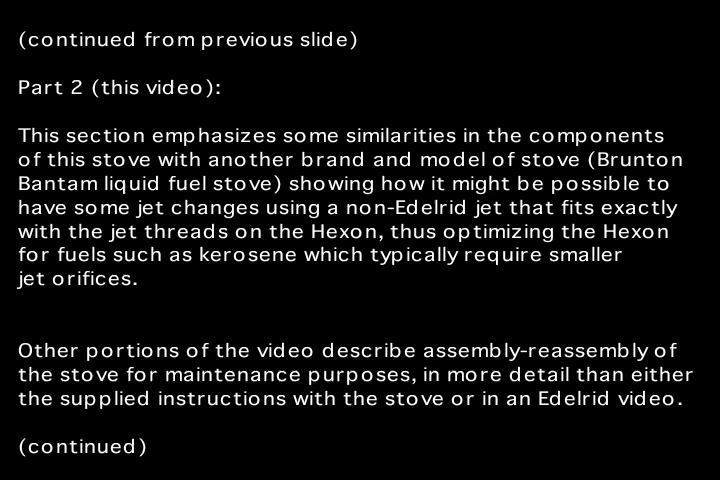 (continued from previous slide)
Part 2 (this video):
This section emphasizes some similarities in the components
of this stove with another brand and model of stove (Brunton
Bantam liquid fuel stove) showing how it might be possible to
have some jet changes using a non-Edelrid jet that fits exactly
with the jet threads on the Hexon, thus optimizing the Hexon
for fuels such as kerosene which typically require smaller
jet orifices.
Other portions of the video describe assembly-reassembly of
the stove for maintenance purposes, in more detail than either
the supplied instructions with the stove or in an Edelrid video.
(continued)